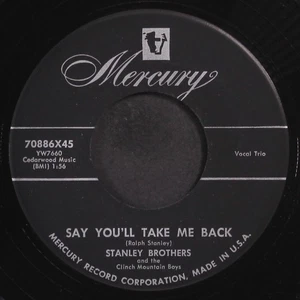 Mercury
70886X45
YW7660
Cedarwood Music
(BMI) 1:56
Vocal Trio
SAY YOU'LL TAKE ME BACK
(Ralph Stanley)
STANLEY BROTHERS
and the
Clinch Mountain Boys
MERCURY RECORD CORPORATION, MADE IN U.S.A.